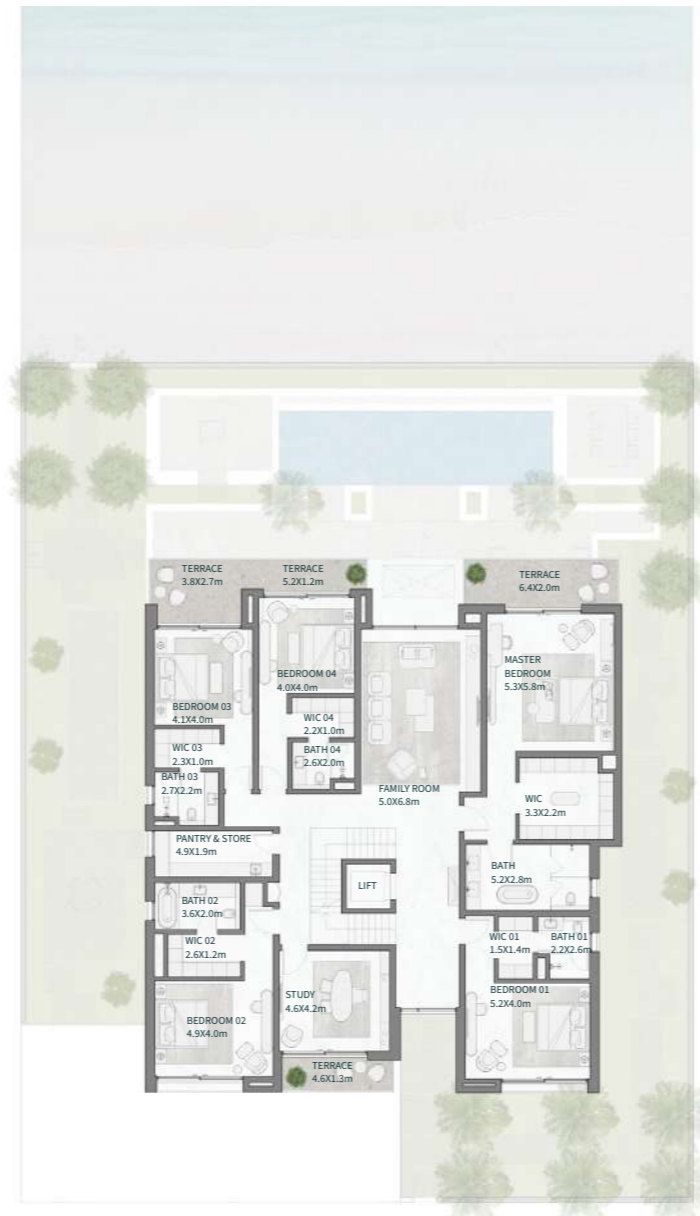 TERRACE
3.8X2.7m
TERRACE
5.2X1.2m
TERRACE
6.4X2.0m
MASTER
BEDROOM
5.3X5.8m
BEDROOM 04
4.0X4.0m
BEDROOM 03
4.1X4.0m
WIC 04
2.2X1.0m
WIC 03
2.3X1.0m
BATH 04
2.6X2.0m
BATH 03
2.7X2.2m
FAMILY ROOM
5.0X6.8m
WIC
3.3X2.2m
PANTRY & STORE
4.9X1.9m
BATH
5.2X2.8m
LIFT
BATH 02
3.6X2.0m
WIC 02
2.6X1.2m
WIC 01
1.5X1.4m
BATH 01
2.2X2.6m
STUDY
4.6X4.2m
BEDROOM 01
5.2X4.0m
BEDROOM 02
4.9X4.0m
TERRACE
4.6X1.3m